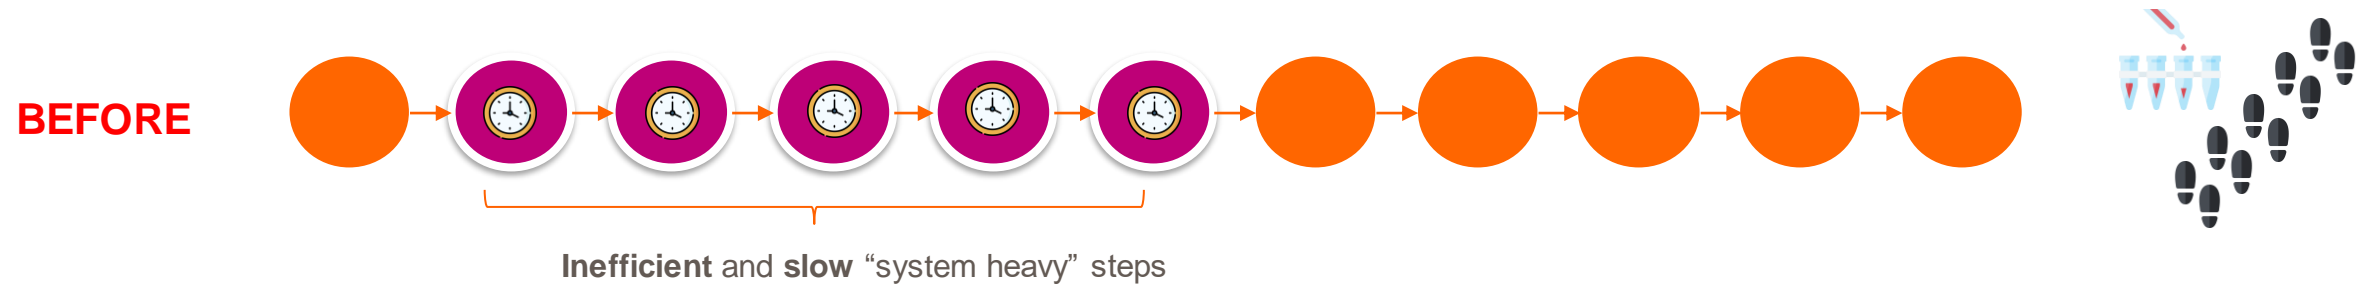 BEFORE
Inefficient and slow “system heavy” steps